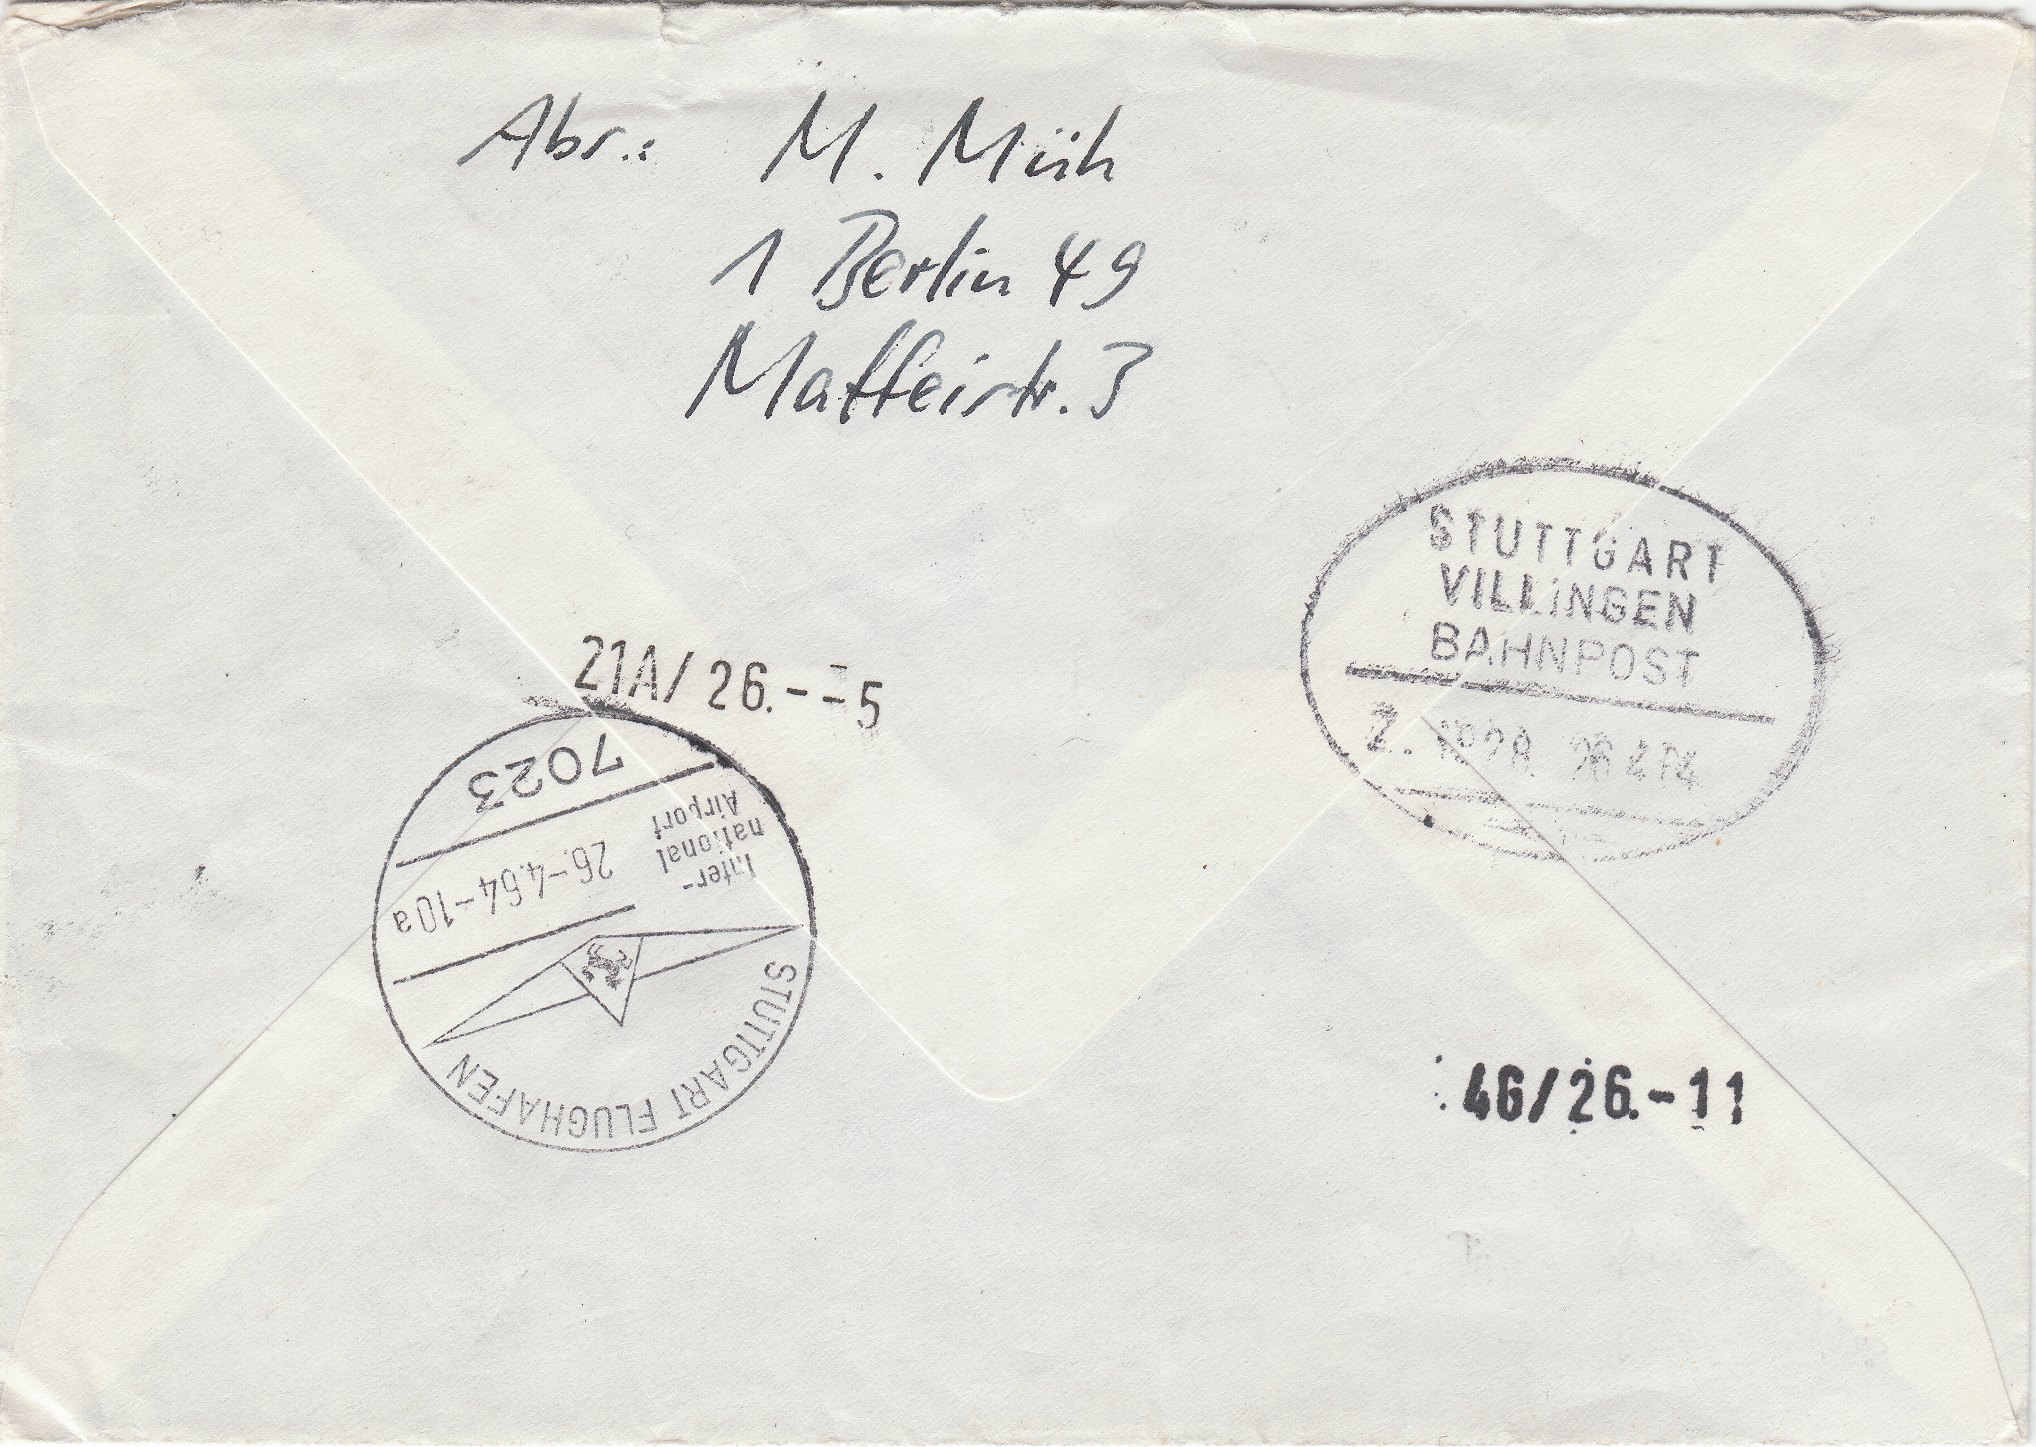 Abs.: M. Müh
1 Berlin 49
Maffeistr. 3
STUTTGART
VILLINGEN
BAHNPOST
Z.
21A/26.--5
7023
Inter-
national
Airport
26.-4.64-10a
STUTTGART FLUGHAFEN
46/26.-11